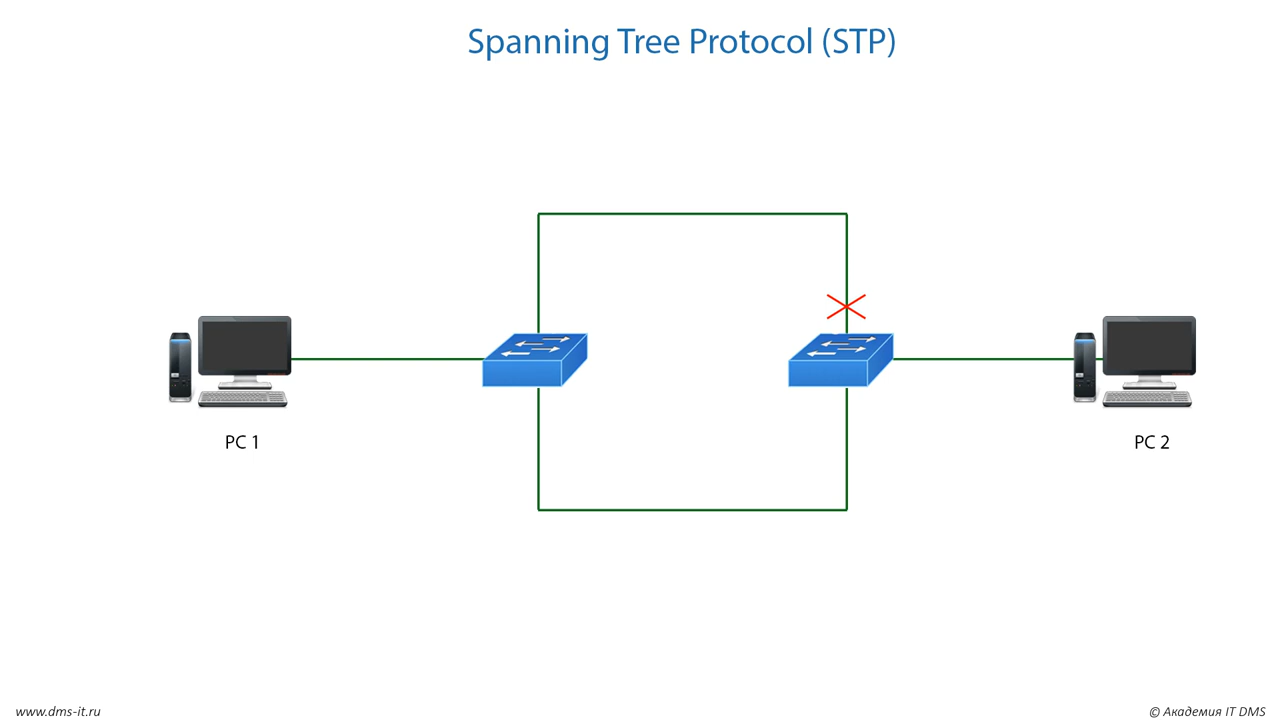 Spanning Tree Protocol (STP)
PC 1
PC 2
www.dms-it.ru
© Академия IT DMS